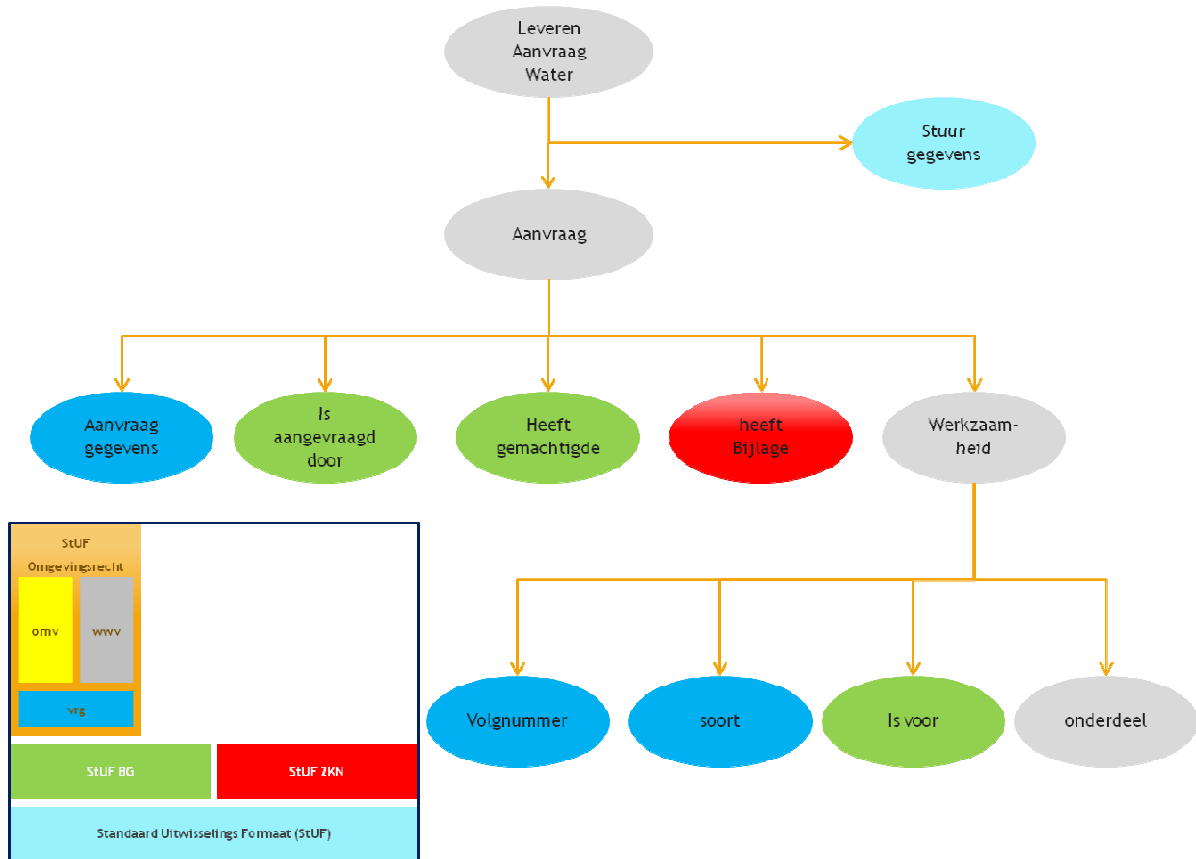 Leveren
Aanvraag
Water
Stuur
gegevens
Aanvraag
Aanvraag
gegevens
Is
aangevraagd
door
Heeft
gemachtigde
heeft
Bijlage
Werkzaam-
heid
StUF
Omgevingsrecht
omv
wwv
vrg
StUF BG
StUF ZKN
Standaard Uitwisselings Formaat (StUF)
Volgnummer
soort
Is voor
onderdeel